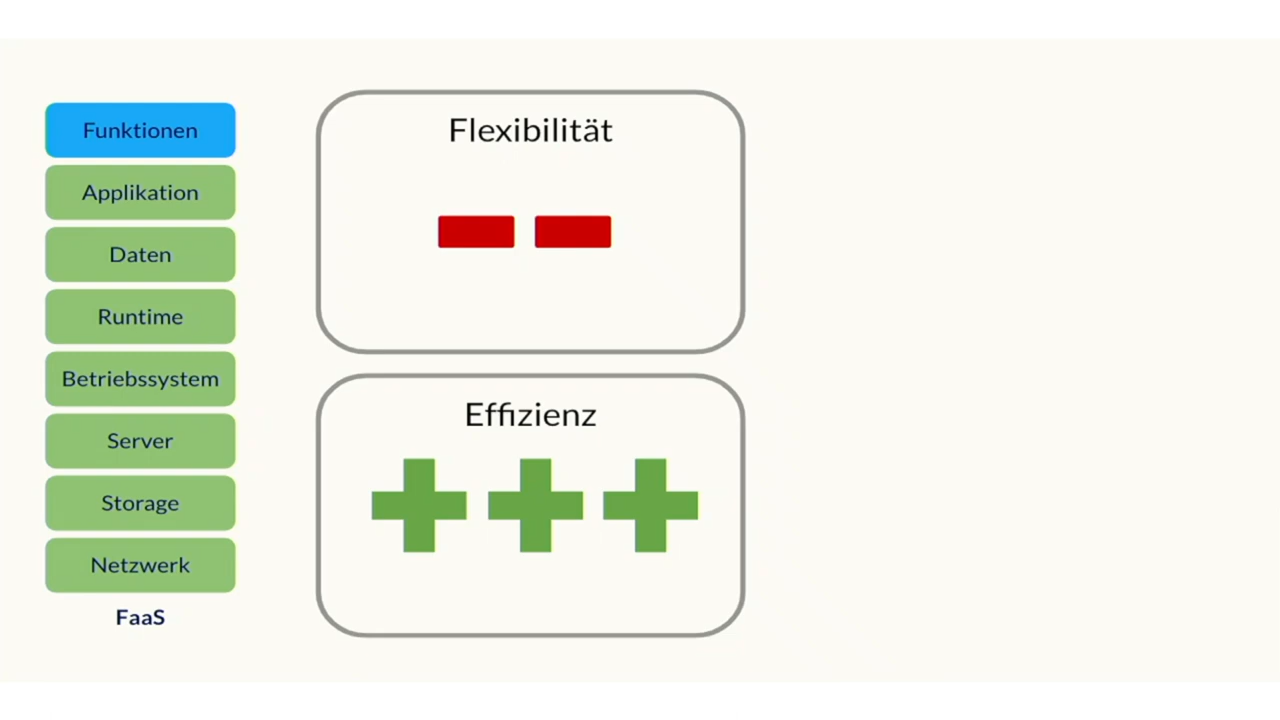 Funktionen
Applikation
Daten
Runtime
Betriebssystem
Server
Storage
Netzwerk
FaaS
Flexibilität
Effizienz